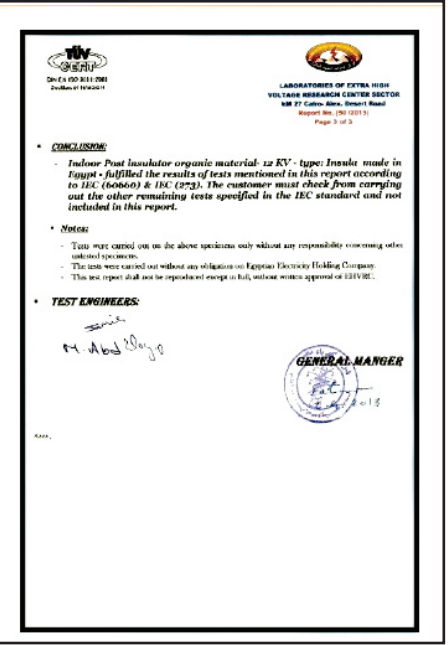 TÜV
CERT
DIN EN ISO 9001:2008
LABORATORIES OF EXTRA HIGH
VOLTAGE RESEARCH CENTER SECTOR
kM 27 Cairo- Alex. Desert Road
Report No. (50 /2013)
Page 3 of 3
• CONCLUSION:
- Indoor Post insulator organic material- 12 KV - type: Insula made in
Egypt - fulfilled the results of tests mentioned in this report according
to IEC (60660) & IEC (273). The customer must check from carrying
out the other remaining tests specified in the IEC standard and not
included in this report.
• Notes:
- Tests were carried out on the above specimens only without any responsibility concerning other
untested specimens.
- The tests were carried out without any obligation on Egyptian Electricity Holding Company.
- This test report shall not be reproduced except in full, without written approval of EHVRC.
• TEST ENGINEERS:
M. Abd
GENERAL MANGER
2013